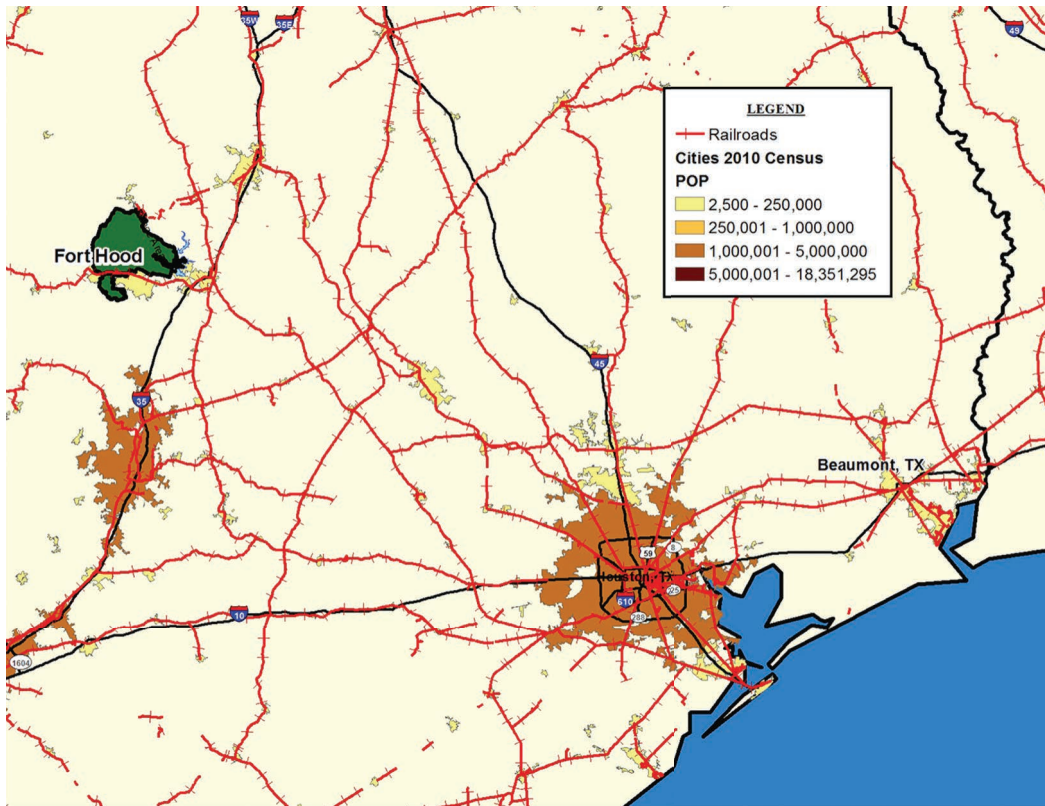 35W
35E
49
LEGEND
Railroads
Cities 2010 Census
POP
2,500 - 250,000
250,001 - 1,000,000
1,000,001 - 5,000,000
5,000,001 - 18,351,295
Fort Hood
45
35
Beaumont, TX
59
8
Houston, TX
610
225
288
10
1604